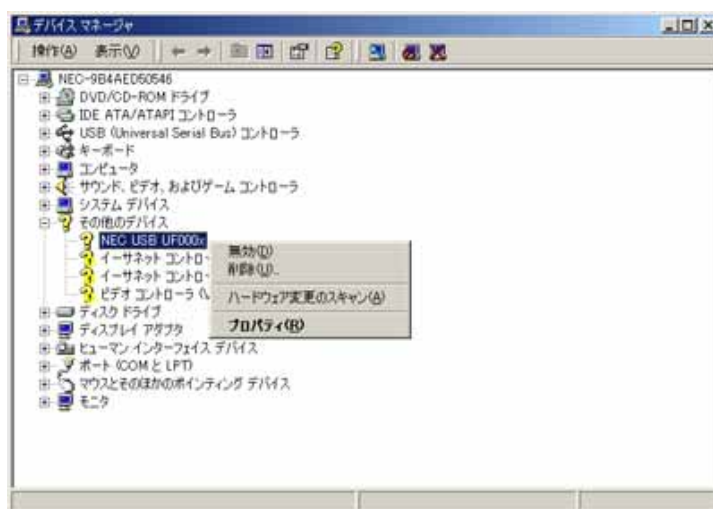 デバイス マネージャ
操作(A) 表示(V)
NEC-9B4AED50546
DVD/CD-ROM ドライブ
IDE ATA/ATAPI コントローラ
USB (Universal Serial Bus) コントローラ
キーボード
コンピュータ
サウンド、ビデオ、およびゲーム コントローラ
システム デバイス
その他のデバイス
NEC USB UF000x
イーサネット コントロ
イーサネット コントロ
ビデオ コントローラ (V
ディスク ドライブ
ディスプレイ アダプタ
ヒューマン インターフェイス デバイス
ポート (COM と LPT)
マウスとそのほかのポインティング デバイス
モニタ
無効(D)
削除(U)...
ハードウェア変更のスキャン(A)
プロパティ(R)